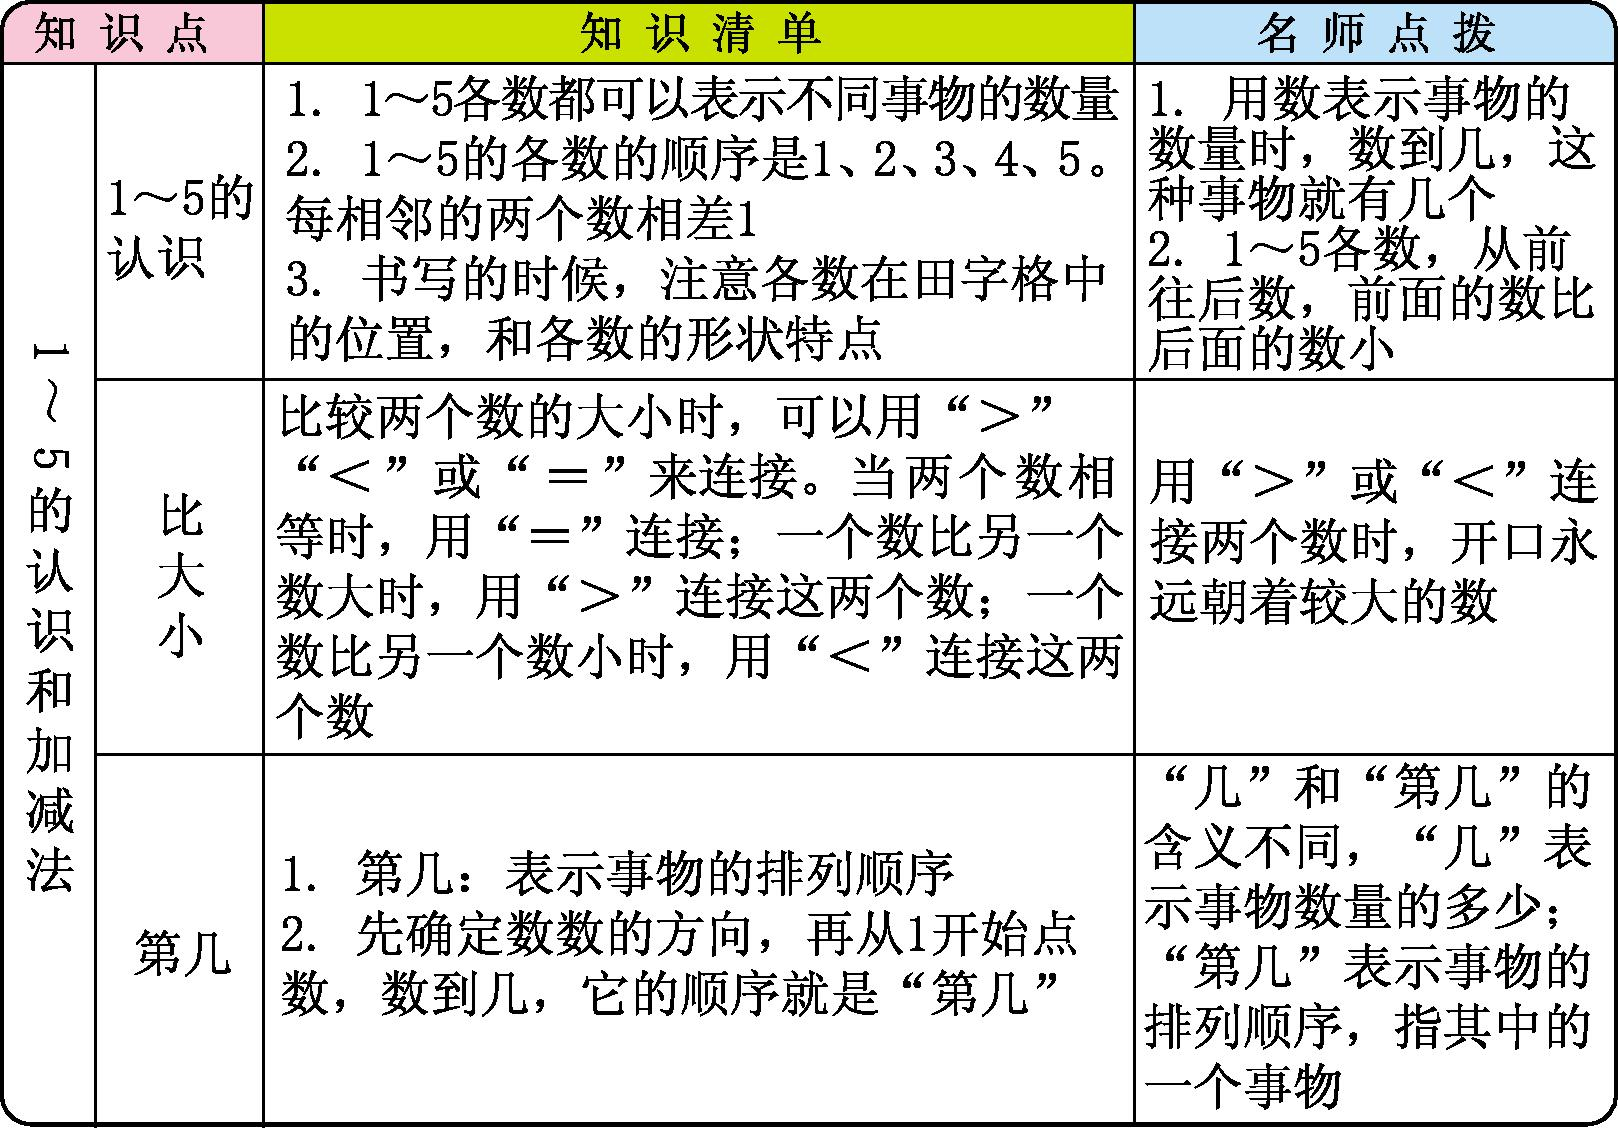 知识点
知识清单
名师点拨
1～5的认识和加减法
1～5的
认识
1. 1～5各数都可以表示不同事物的数量
2. 1～5的各数的顺序是1、2、3、4、5。
每相邻的两个数相差1
3. 书写的时候，注意各数在田字格中
的位置，和各数的形状特点
1. 用数表示事物的
数量时，数到几，这
种事物就有几个
2. 1～5各数，从前
往后数，前面的数比
后面的数小
比
大
小
比较两个数的大小时，可以用“＞”
“＜”或“＝”来连接。当两个数相
等时，用“＝”连接；一个数比另一个
数大时，用“＞”连接这两个数；一个
数比另一个数小时，用“＜”连接这两
个数
用“＞”或“＜”连
接两个数时，开口永
远朝着较大的数
第几
1. 第几：表示事物的排列顺序
2. 先确定数数的方向，再从1开始点
数，数到几，它的顺序就是“第几”
“几”和“第几”的
含义不同，“几”表
示事物数量的多少；
“第几”表示事物的
排列顺序，指其中的
一个事物